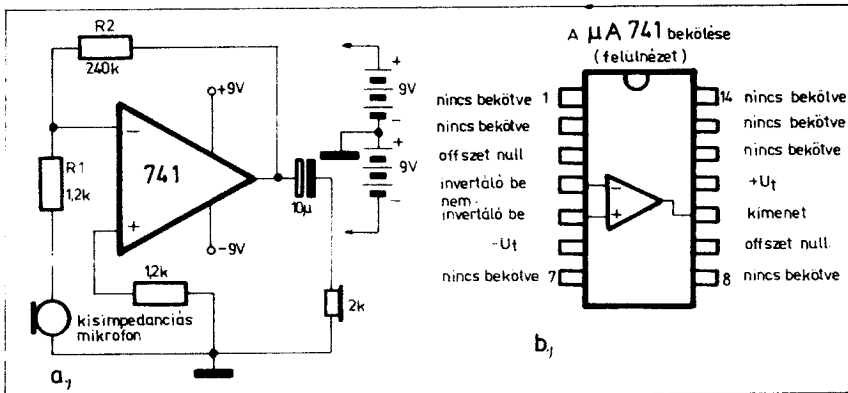 R2
240k
+9V
+
9V
-
+
9V
-
R1
1,2k
-
741
+
10µ
-9V
1,2k
2k
kisimpedanciás
mikrofon
a,
A µA 741 bekötése
(felülnézet)
nincs bekötve 1
nincs bekötve
offszet null
invertáló be
nem
invertáló be
-Ut
nincs bekötve 7
-
+
14 nincs bekötve
nincs bekötve
nincs bekötve
+Ut
kimenet
offszet null
8 nincs bekötve
b,